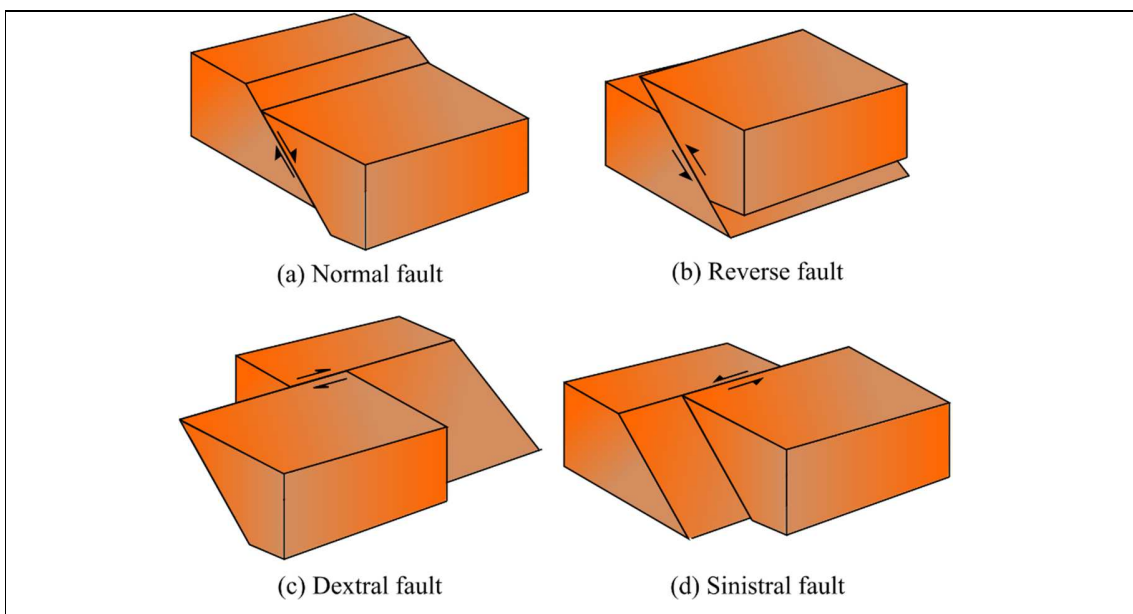 (a) Normal fault
(b) Reverse fault
(c) Dextral fault
(d) Sinistral fault